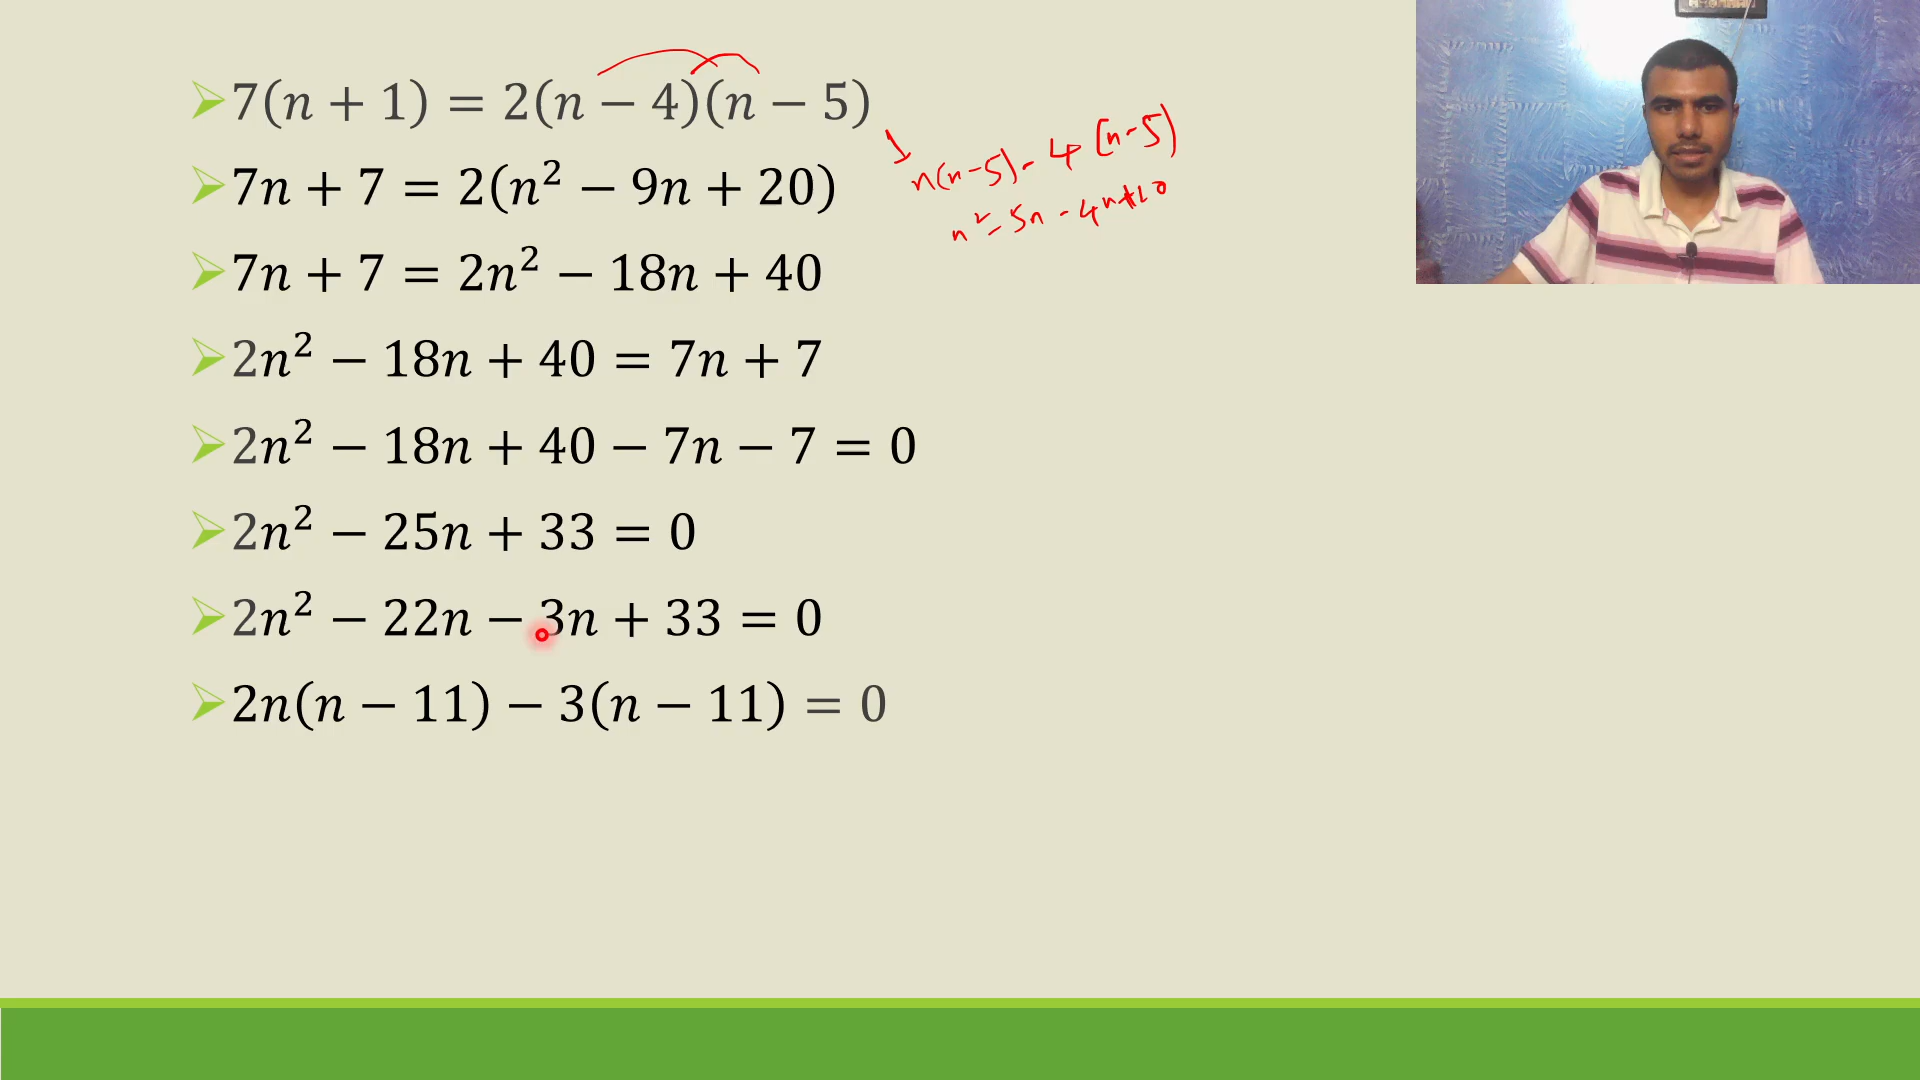 7(n + 1) = 2(n − 4)(n − 5)
7n + 7 = 2(n² − 9n + 20)
7n + 7 = 2n² − 18n + 40
2n² − 18n + 40 = 7n + 7
2n² − 18n + 40 − 7n − 7 = 0
2n² − 25n + 33 = 0
2n² − 22n − 3n + 33 = 0
2n(n − 11) − 3(n − 11) = 0
n(n-5) - 4(n-5)
n² - 5n - 4n + 20